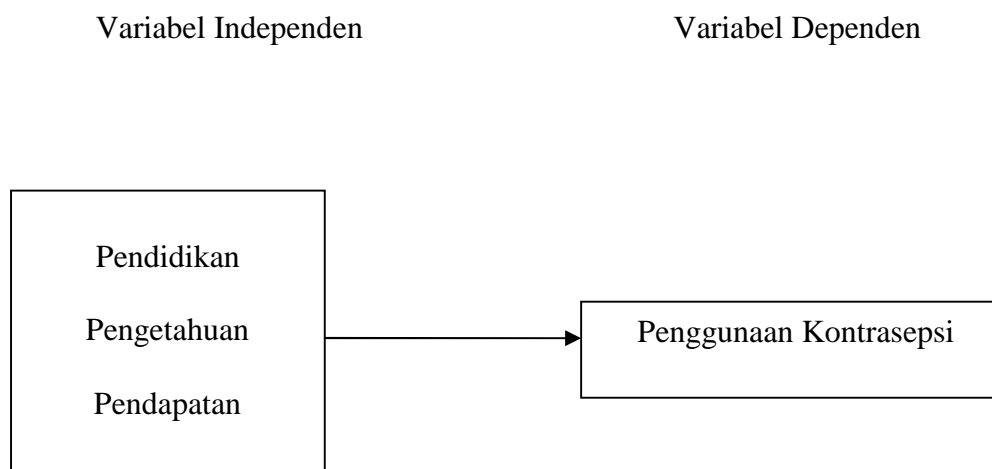 Variabel Independen
Variabel Dependen
Pendidikan
Pengetahuan
Pendapatan
Penggunaan Kontrasepsi